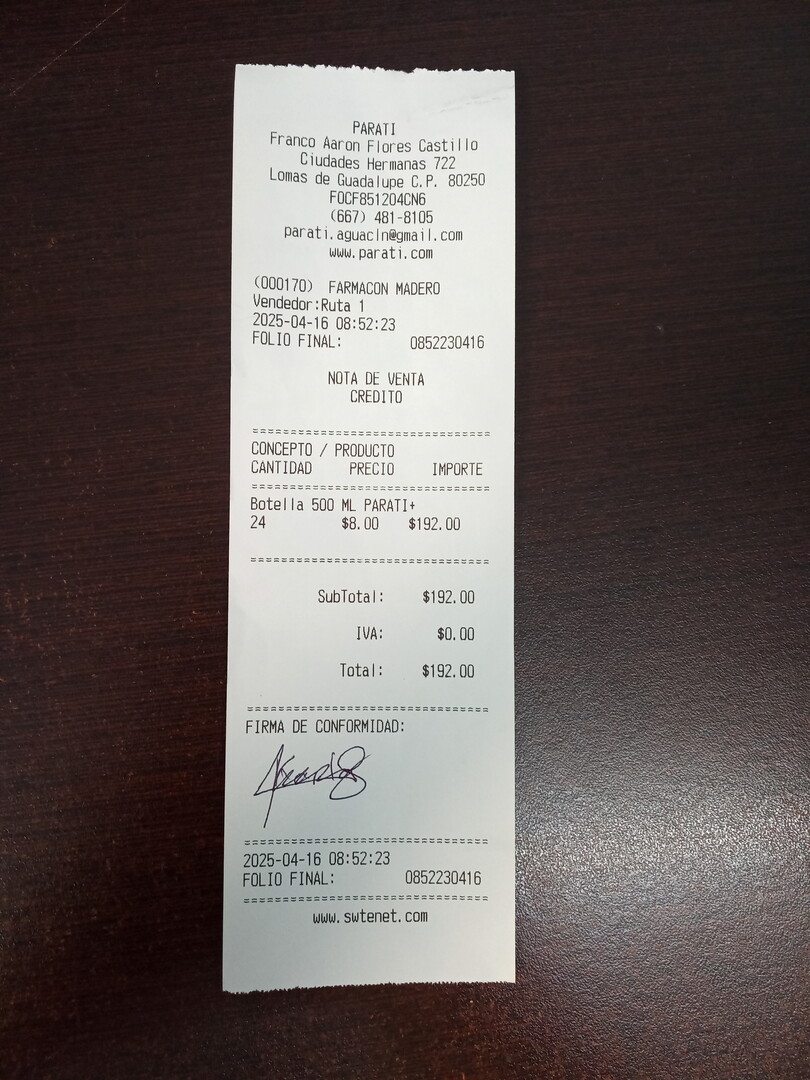 PARATI
Franco Aaron Flores Castillo
Ciudades Hermanas 722
Lomas de Guadalupe C.P. 80250
FOCF851204CN6
(667) 481-8105
parati.aguacln@gmail.com
www.parati.com
(000170) FARMACON MADERO
Vendedor:Ruta 1
2025-04-16 08:52:23
FOLIO FINAL: 0852230416
NOTA DE VENTA
CREDITO
CONCEPTO / PRODUCTO
CANTIDAD PRECIO IMPORTE
Botella 500 ML PARATI+
24 $8.00 $192.00
SubTotal: $192.00
IVA: $0.00
Total: $192.00
FIRMA DE CONFORMIDAD:
2025-04-16 08:52:23
FOLIO FINAL: 0852230416
www.swtenet.com